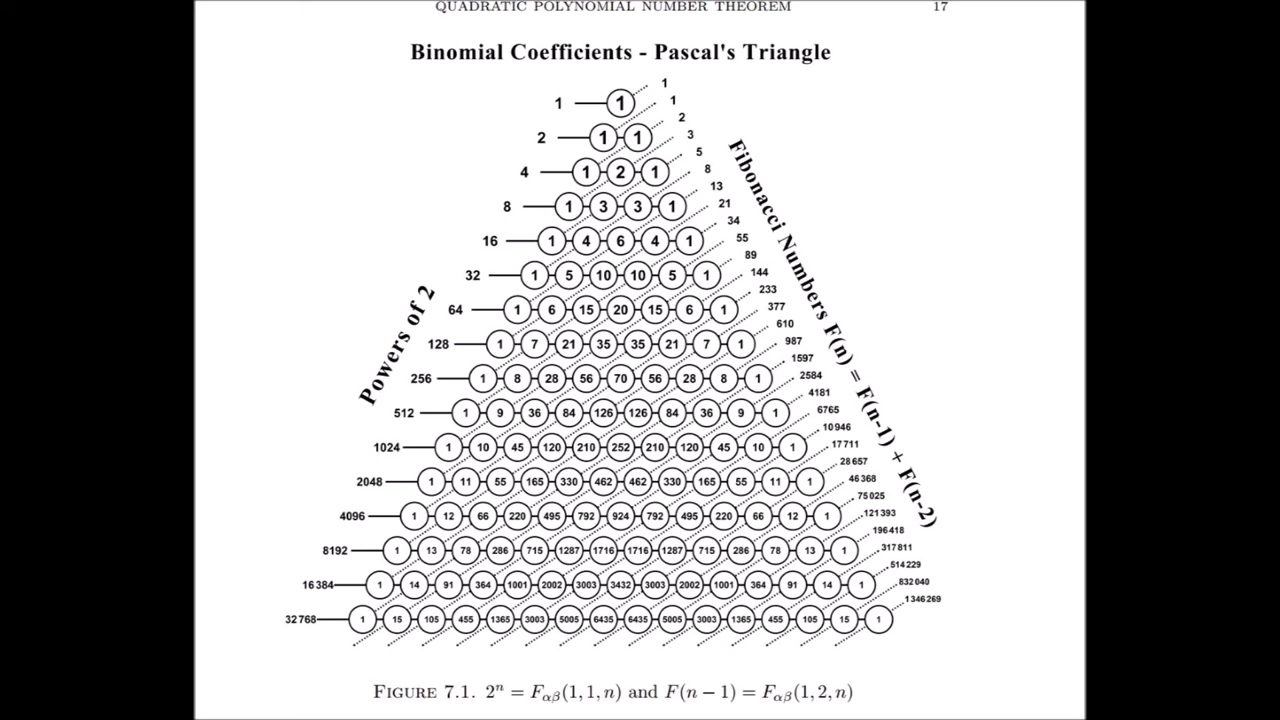 QUADRATIC POLYNOMIAL NUMBER THEOREM 17
Binomial Coefficients - Pascal's Triangle
1 1 1
1
2 1 1 2
3
4 1 2 1 5
8
8 1 3 3 1 13
21
16 1 4 6 4 1 34
55
32 1 5 10 10 5 1 89
144
64 1 6 15 20 15 6 1 233
377
128 1 7 21 35 35 21 7 1 610
987
256 1 8 28 56 70 56 28 8 1 1597
2584
512 1 9 36 84 126 126 84 36 9 1 4181
6765
1024 1 10 45 120 210 252 210 120 45 10 1 10946
17711
2048 1 11 55 165 330 462 462 330 165 55 11 1 28657
46368
4096 1 12 66 220 495 792 924 792 495 220 66 12 1 75025
121393
8192 1 13 78 286 715 1287 1716 1716 1287 715 286 78 13 1 196418
317811
16384 1 14 91 364 1001 2002 3003 3432 3003 2002 1001 364 91 14 1 514229
832040
32768 1 15 105 455 1365 3003 5005 6435 6435 5005 3003 1365 455 105 15 1 1346269
Powers of 2
Fibonacci Numbers F(n) = F(n-1) + F(n-2)
FIGURE 7.1. 2ⁿ = Fαβ(1, 1, n) and F(n − 1) = Fαβ(1, 2, n)